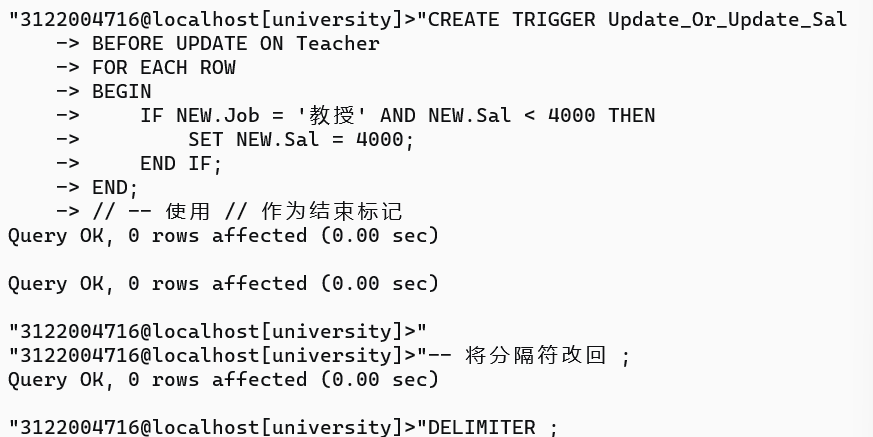 "3122004716@localhost[university]>"CREATE TRIGGER Update_Or_Update_Sal
    -> BEFORE UPDATE ON Teacher
    -> FOR EACH ROW
    -> BEGIN
    ->     IF NEW.Job = '教授' AND NEW.Sal < 4000 THEN
    ->         SET NEW.Sal = 4000;
    ->     END IF;
    -> END;
    -> // -- 使用 // 作为结束标记
Query OK, 0 rows affected (0.00 sec)

Query OK, 0 rows affected (0.00 sec)

"3122004716@localhost[university]>"
"3122004716@localhost[university]>"-- 将分隔符改回 ;
Query OK, 0 rows affected (0.00 sec)

"3122004716@localhost[university]>"DELIMITER ;